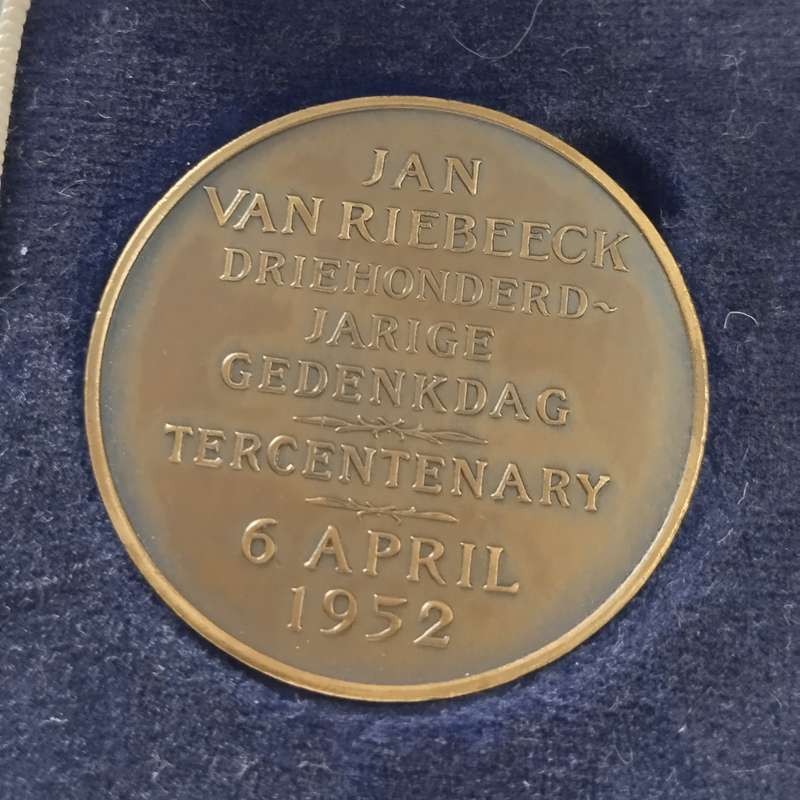 JAN
VAN RIEBEECK
DRIEHONDERD~
JARIGE
GEDENKDAG
TERCENTENARY
6 APRIL
1952